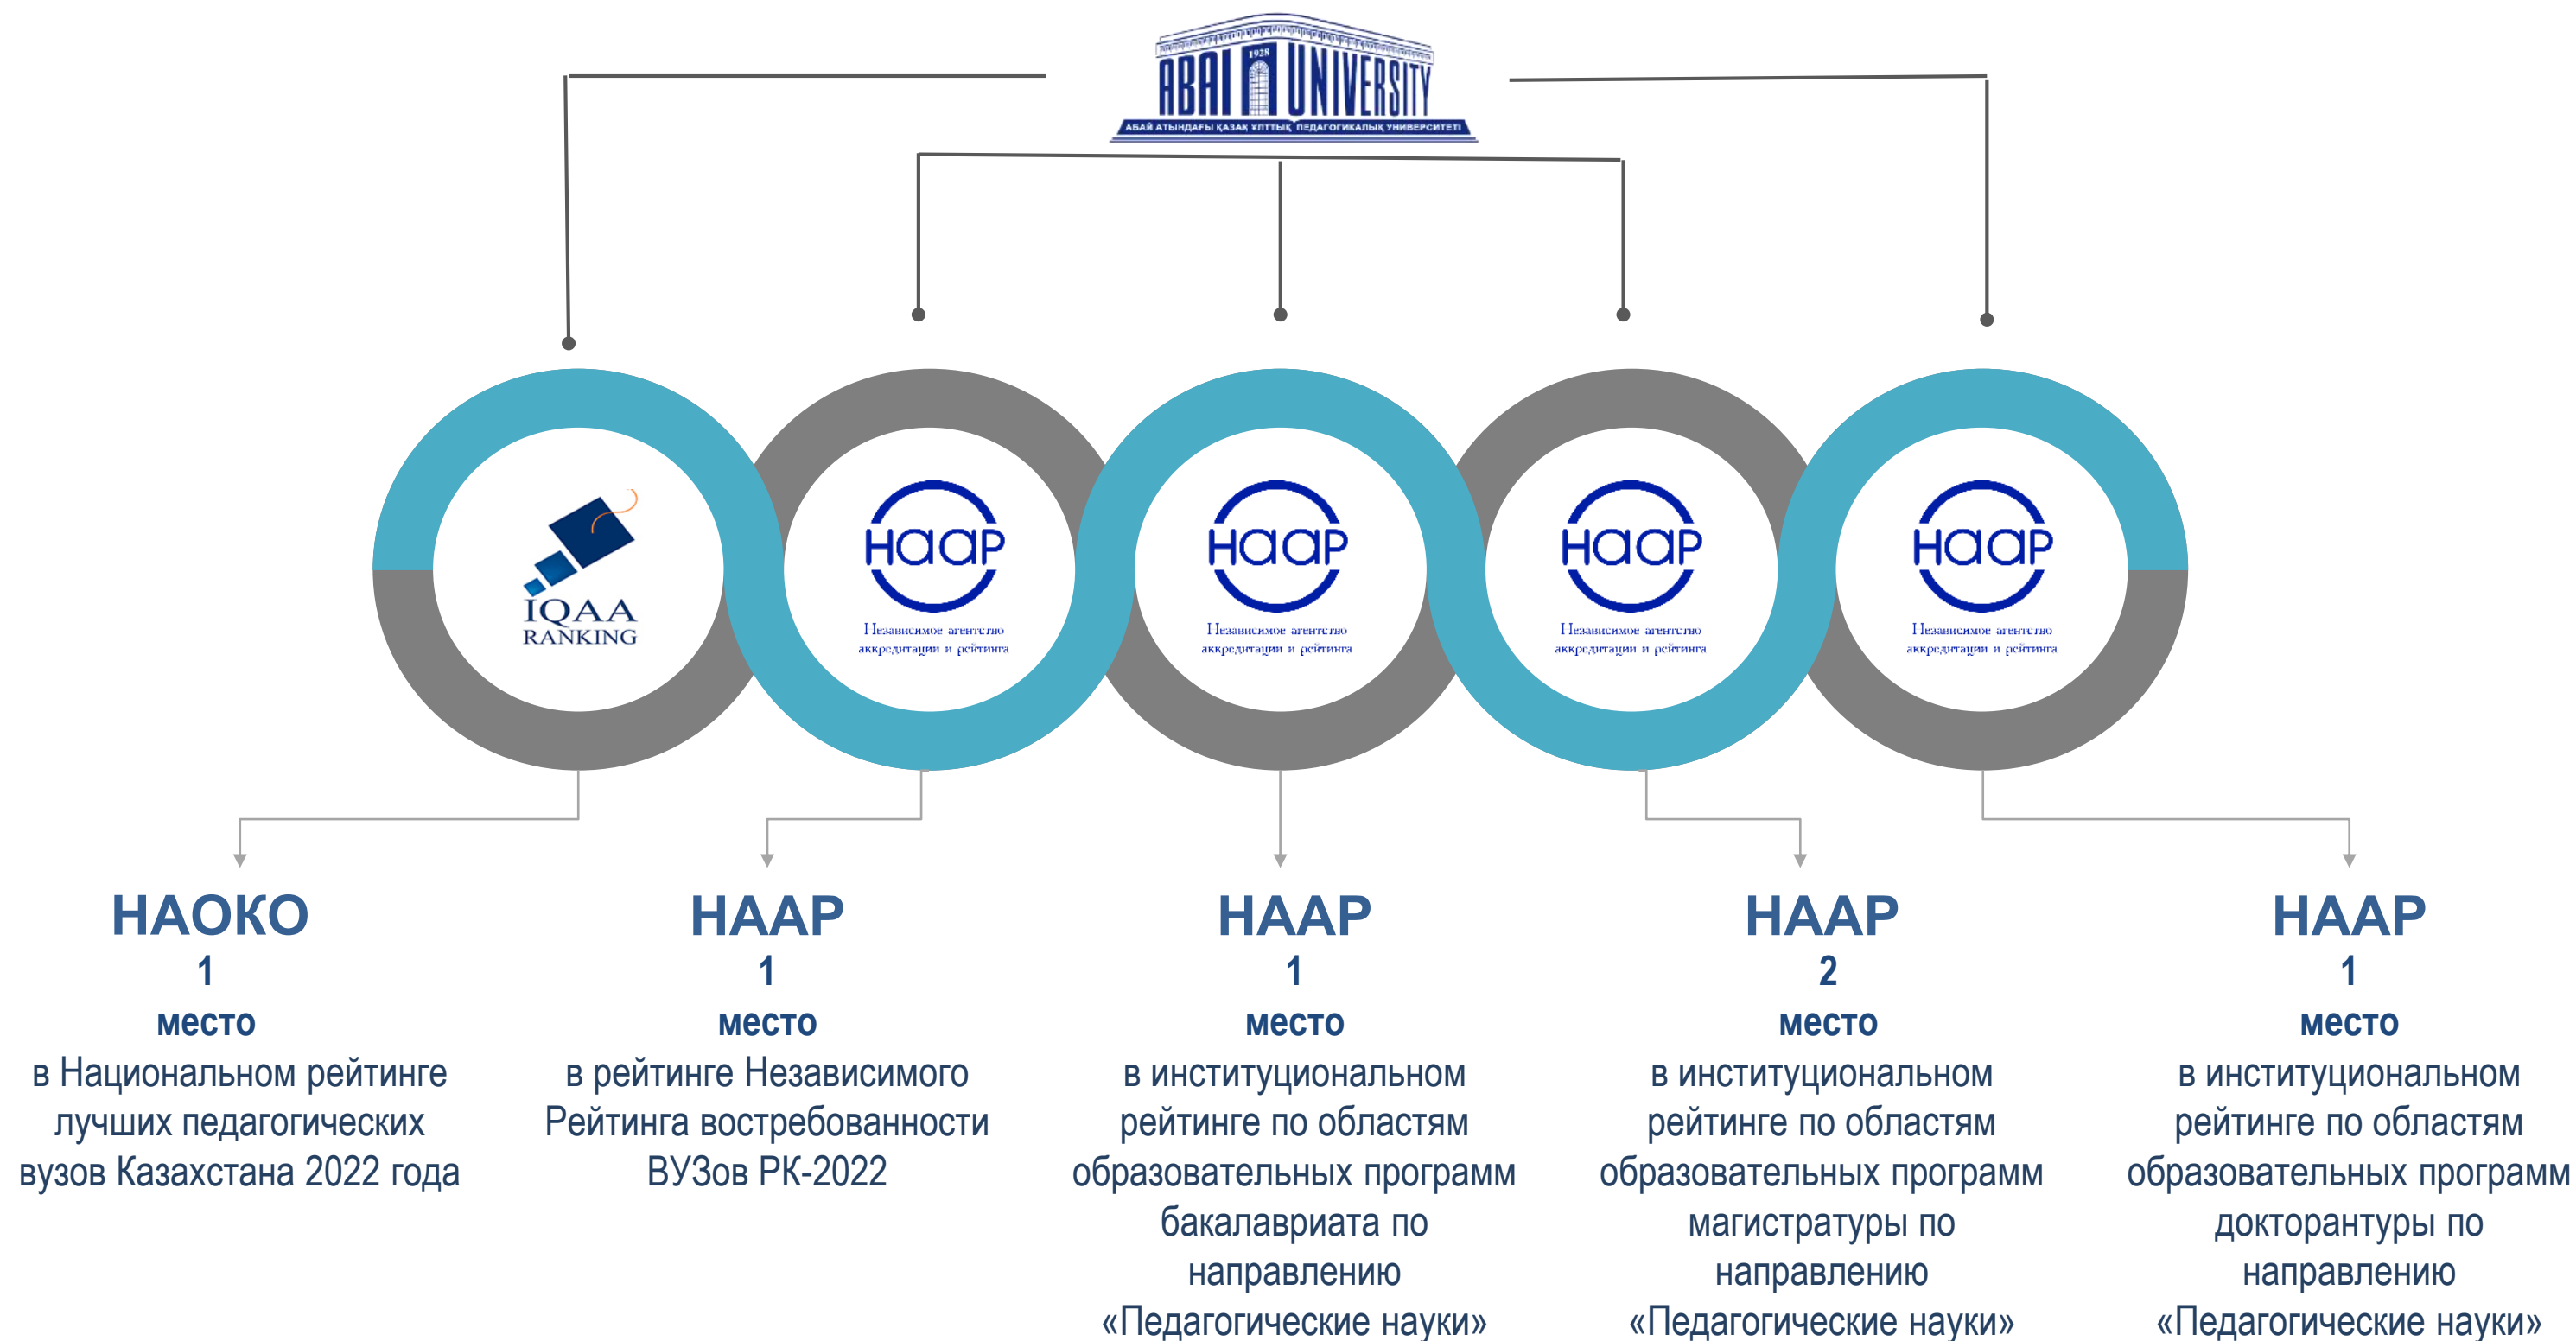 1928
ABAI UNIVERSITY
АБАЙ АТЫНДАҒЫ ҚАЗАҚ ҰЛТТЫҚ ПЕДАГОГИКАЛЫҚ УНИВЕРСИТЕТІ
IQAA
RANKING
Наар
Независимое агентство
аккредитации и рейтинга
Наар
Независимое агентство
аккредитации и рейтинга
Наар
Независимое агентство
аккредитации и рейтинга
Наар
Независимое агентство
аккредитации и рейтинга
НАОКО
1
место
в Национальном рейтинге
лучших педагогических
вузов Казахстана 2022 года
НААР
1
место
в рейтинге Независимого
Рейтинга востребованности
ВУЗов РК-2022
НААР
1
место
в институциональном
рейтинге по областям
образовательных программ
бакалавриата по
направлению
«Педагогические науки»
НААР
2
место
в институциональном
рейтинге по областям
образовательных программ
магистратуры по
направлению
«Педагогические науки»
НААР
1
место
в институциональном
рейтинге по областям
образовательных программ
докторантуры по
направлению
«Педагогические науки»